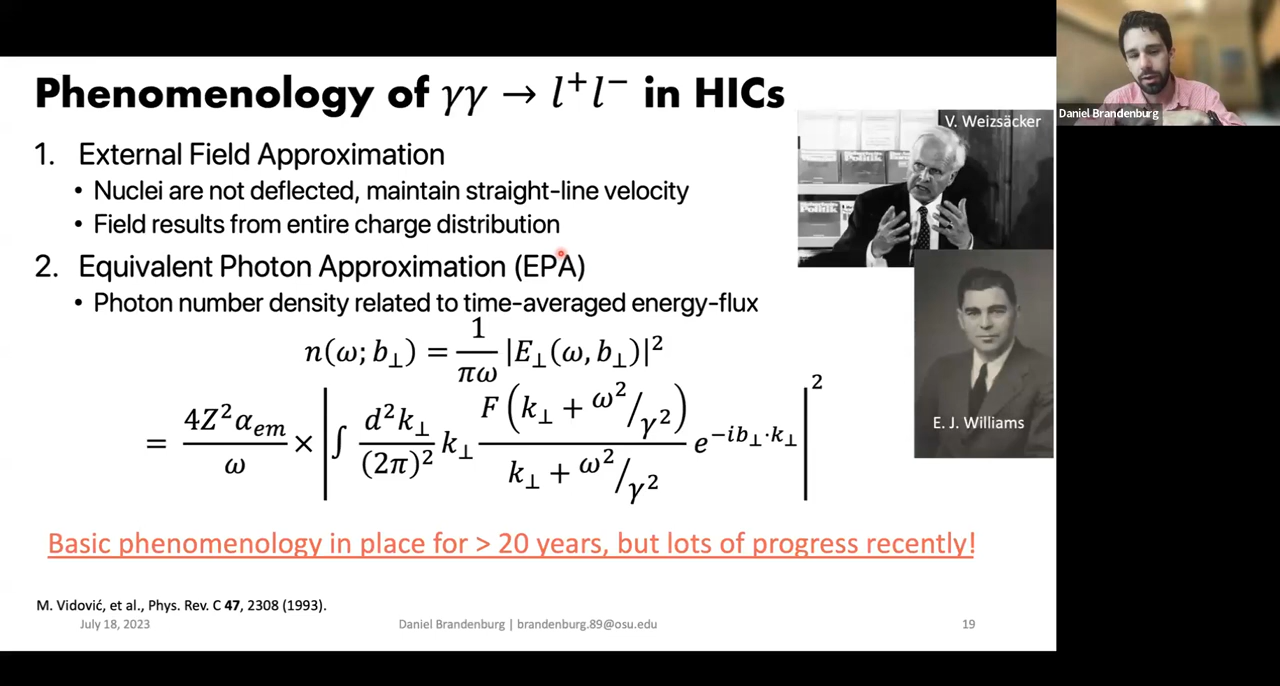 Phenomenology of γγ → l⁺l⁻ in HICs
V. Weizsäcker
Daniel Brandenburg
1. External Field Approximation
• Nuclei are not deflected, maintain straight-line velocity
• Field results from entire charge distribution
Politik
Politik
2. Equivalent Photon Approximation (EPA)
• Photon number density related to time-averaged energy-flux
n(ω; b⊥) = 1/πω |E⊥(ω, b⊥)|²
= 4Z²α_em/ω × |∫ d²k⊥/(2π)² k⊥ F(k⊥ + ω²/γ²)/(k⊥ + ω²/γ²) e^{−ib⊥·k⊥}|²
E. J. Williams
Basic phenomenology in place for > 20 years, but lots of progress recently!
M. Vidović, et al., Phys. Rev. C 47, 2308 (1993).
July 18, 2023 Daniel Brandenburg | brandenburg.89@osu.edu 19